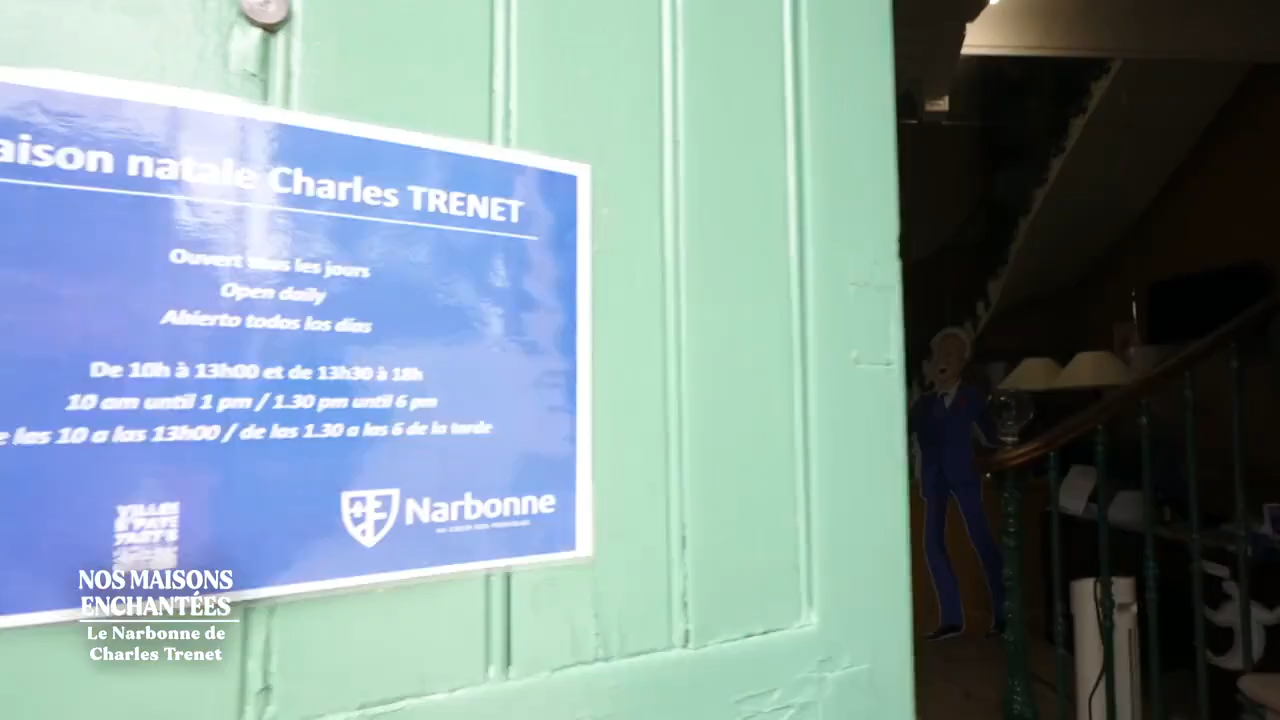 aison natale Charles TRENET
Ouvert tous les jours
Open daily
Abierto todos los días
De 10h à 13h00 et de 13h30 à 18h
10 am until 1 pm / 1.30 pm until 6 pm
e las 10 a las 13h00 / de las 1.30 a las 6 de la tarde
Narbonne
NOS MAISONS
ENCHANTÉES
Le Narbonne de
Charles Trenet